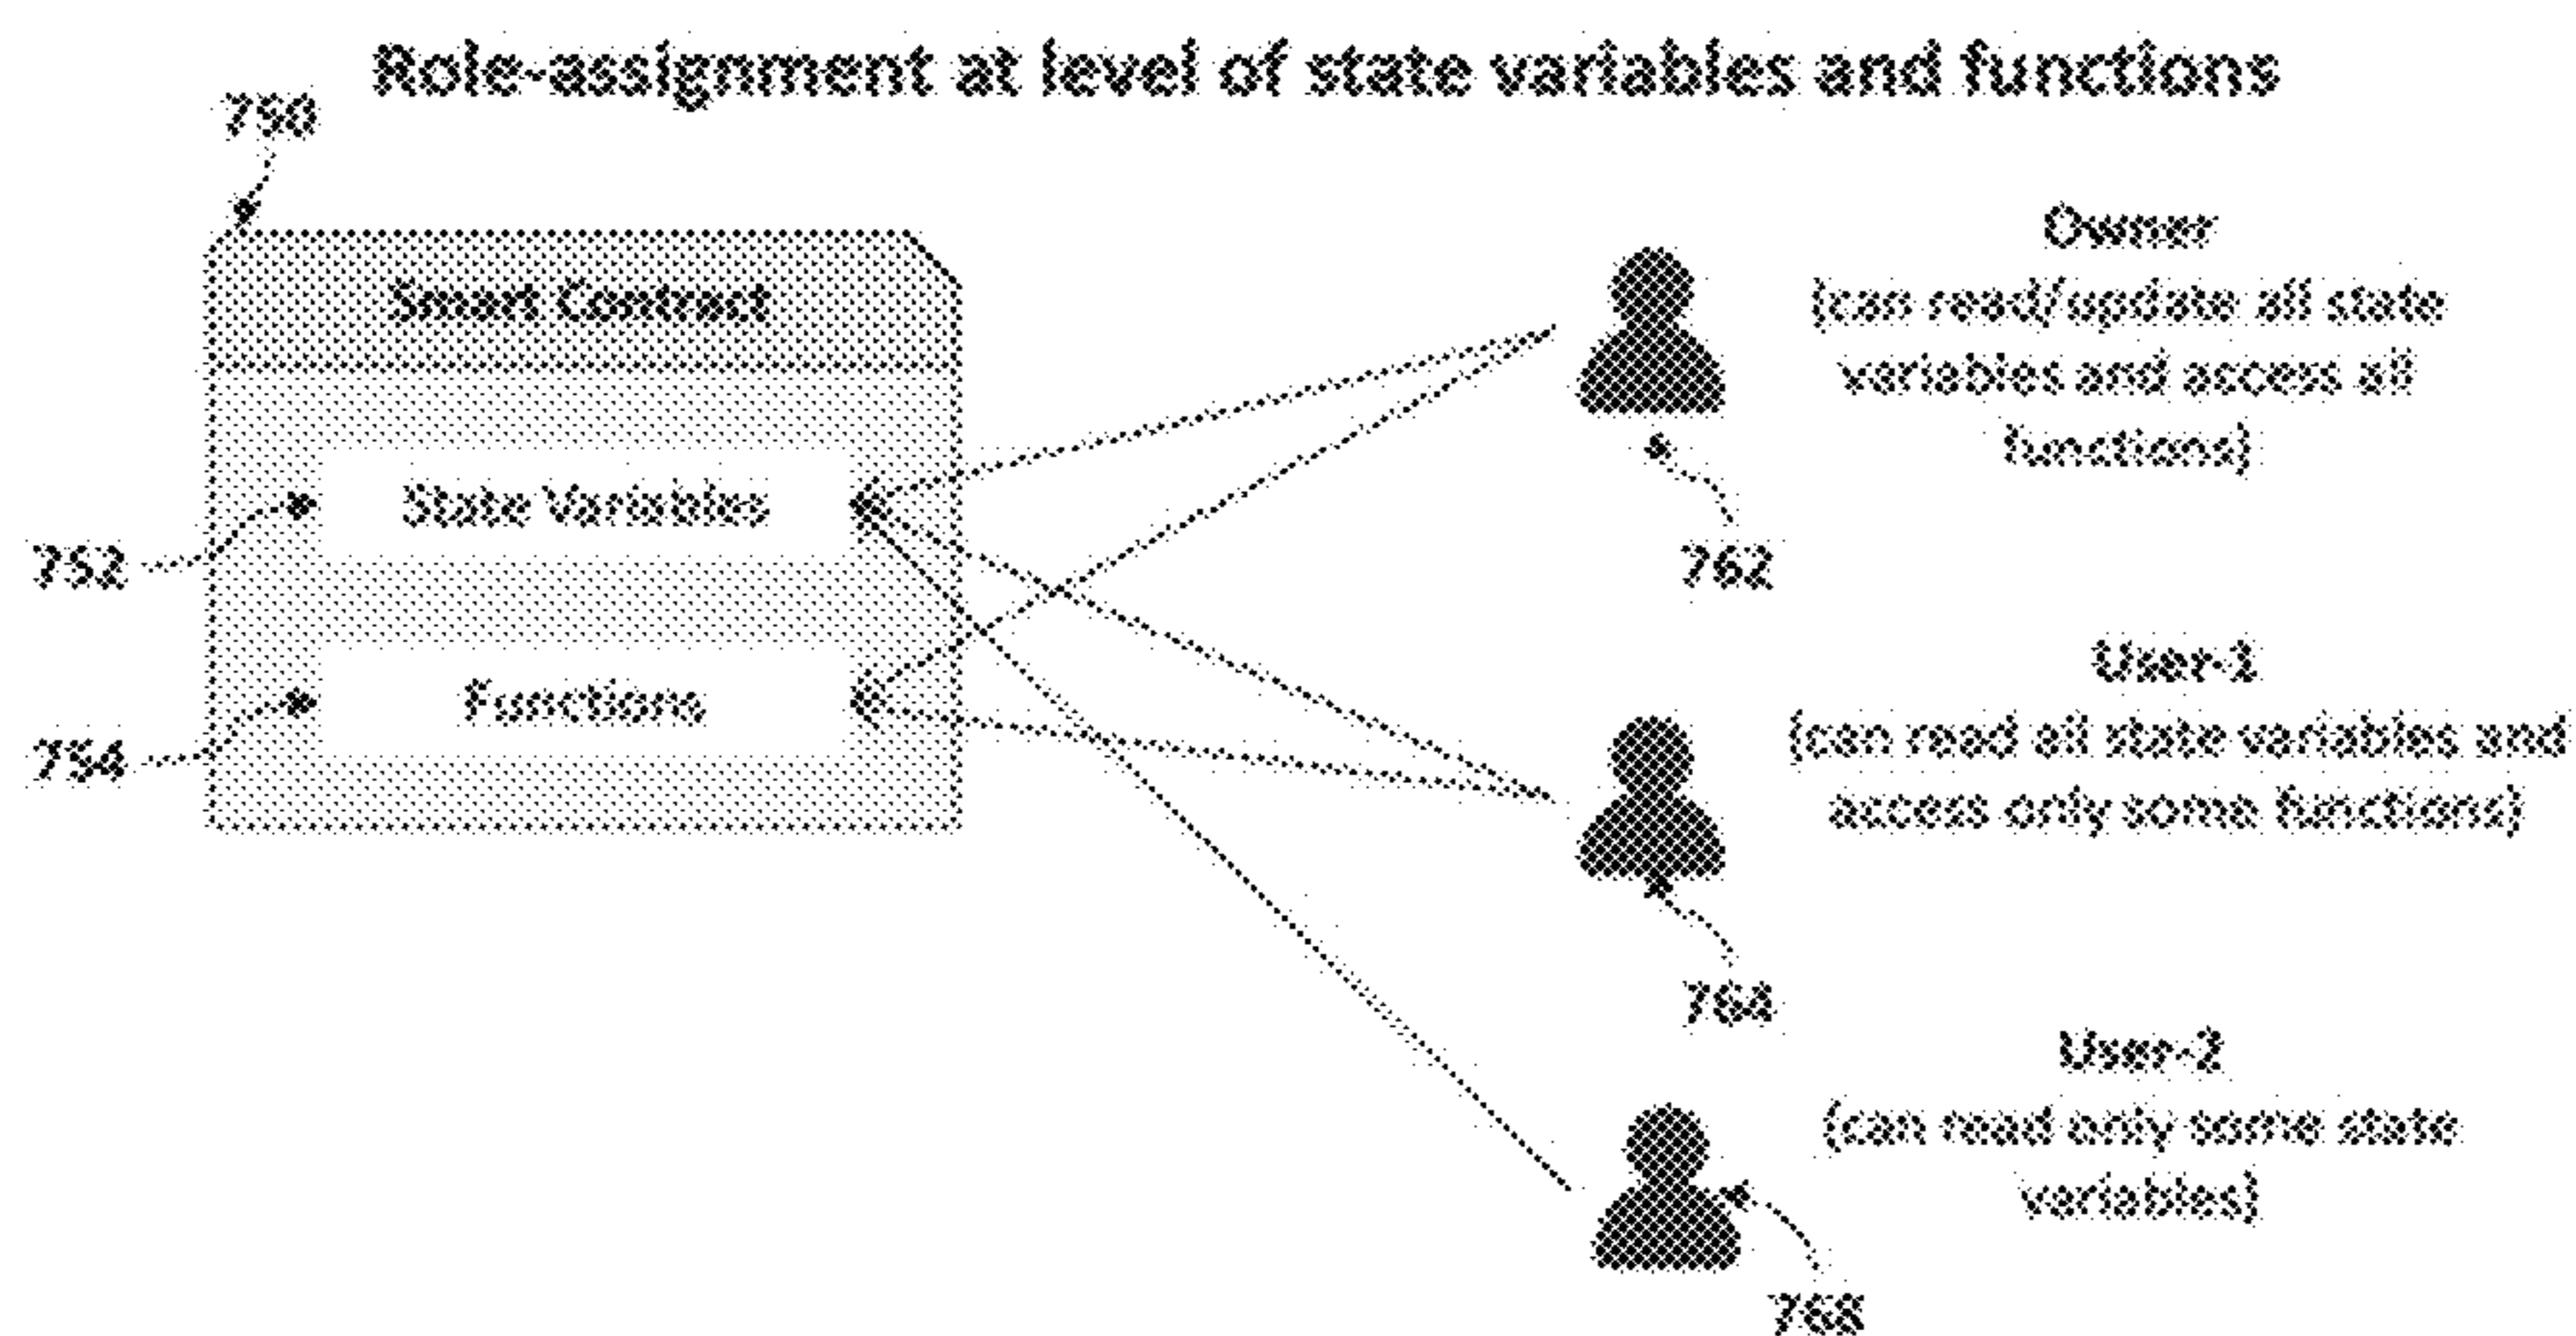 Role-assignment at level of state variables and functions
750
Smart Contract
State Variables
752
Functions
754
Owner
(can read/update all state
variables and access all
functions)
762
User-1
(can read all state variables and
access only some functions)
764
User-2
(can read only some state
variables)
768